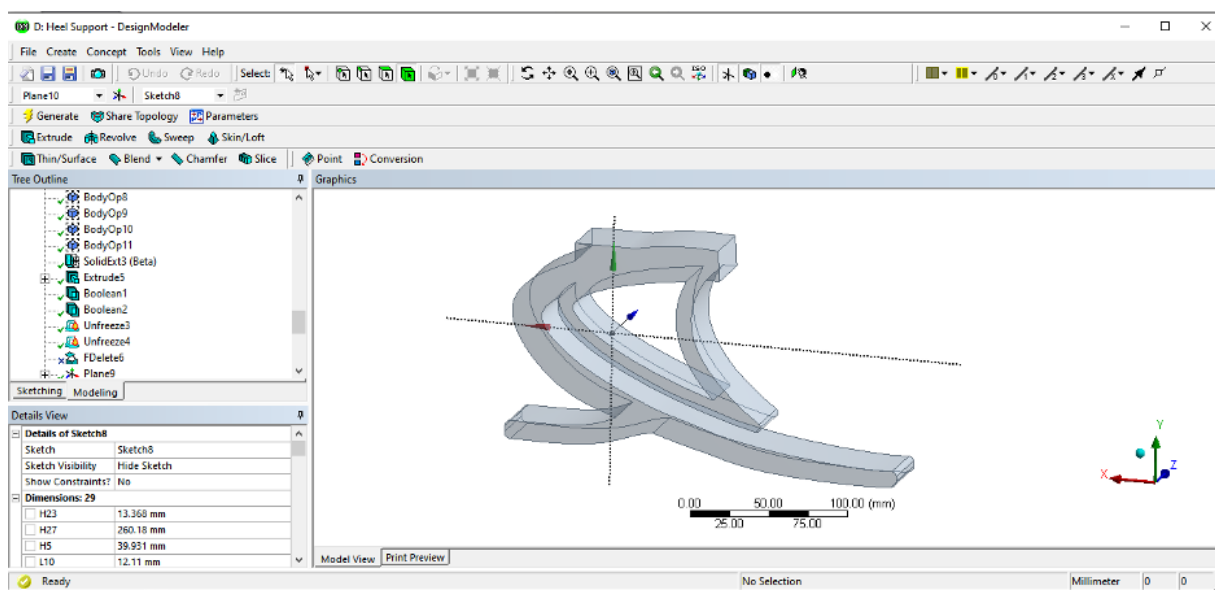 D: Heel Support - DesignModeler
File Create Concept Tools View Help
Undo Redo Select: ISO
Plane10 Sketch8
Generate Share Topology Parameters
Extrude Revolve Sweep Skin/Loft
Thin/Surface Blend Chamfer Slice Point Conversion
Tree Outline
BodyOp8
BodyOp9
BodyOp10
BodyOp11
SolidExt3 (Beta)
Extrude5
Boolean1
Boolean2
Unfreeze3
Unfreeze4
FDelete6
Plane9
Sketching Modeling
Details View
Details of Sketch8
Sketch Sketch8
Sketch Visibility Hide Sketch
Show Constraints? No
Dimensions: 29
H23 13.368 mm
H27 260.18 mm
H5 39.931 mm
L10 12.11 mm
Graphics
Y
X
Z
0.00 50.00 100.00 (mm)
25.00 75.00
Model View Print Preview
Ready No Selection Millimeter 0 0